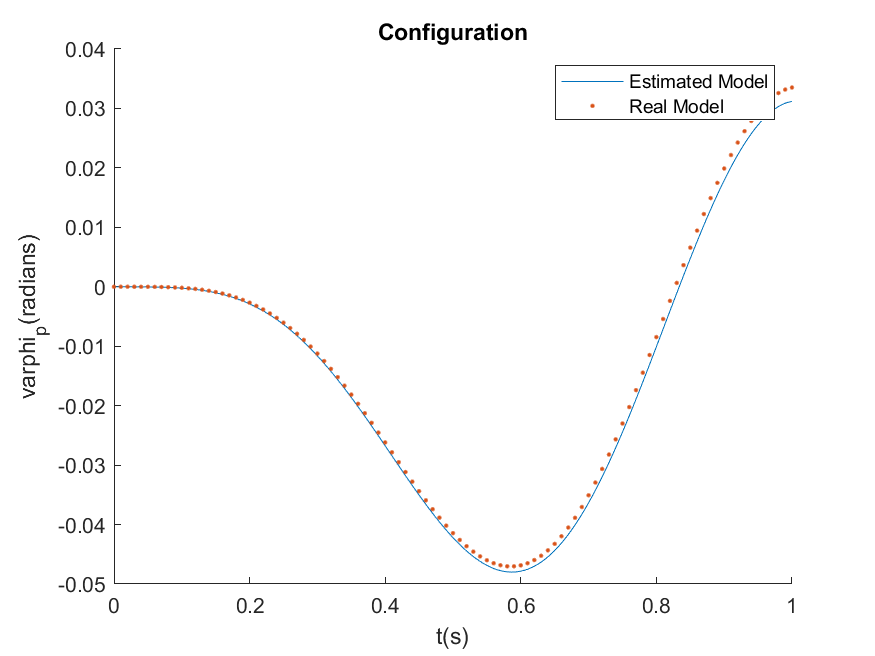 Configuration
0.04
0.03
0.02
0.01
0
-0.01
-0.02
-0.03
-0.04
-0.05
varphi_p(radians)
Estimated Model
Real Model
0 0.2 0.4 0.6 0.8 1
t(s)